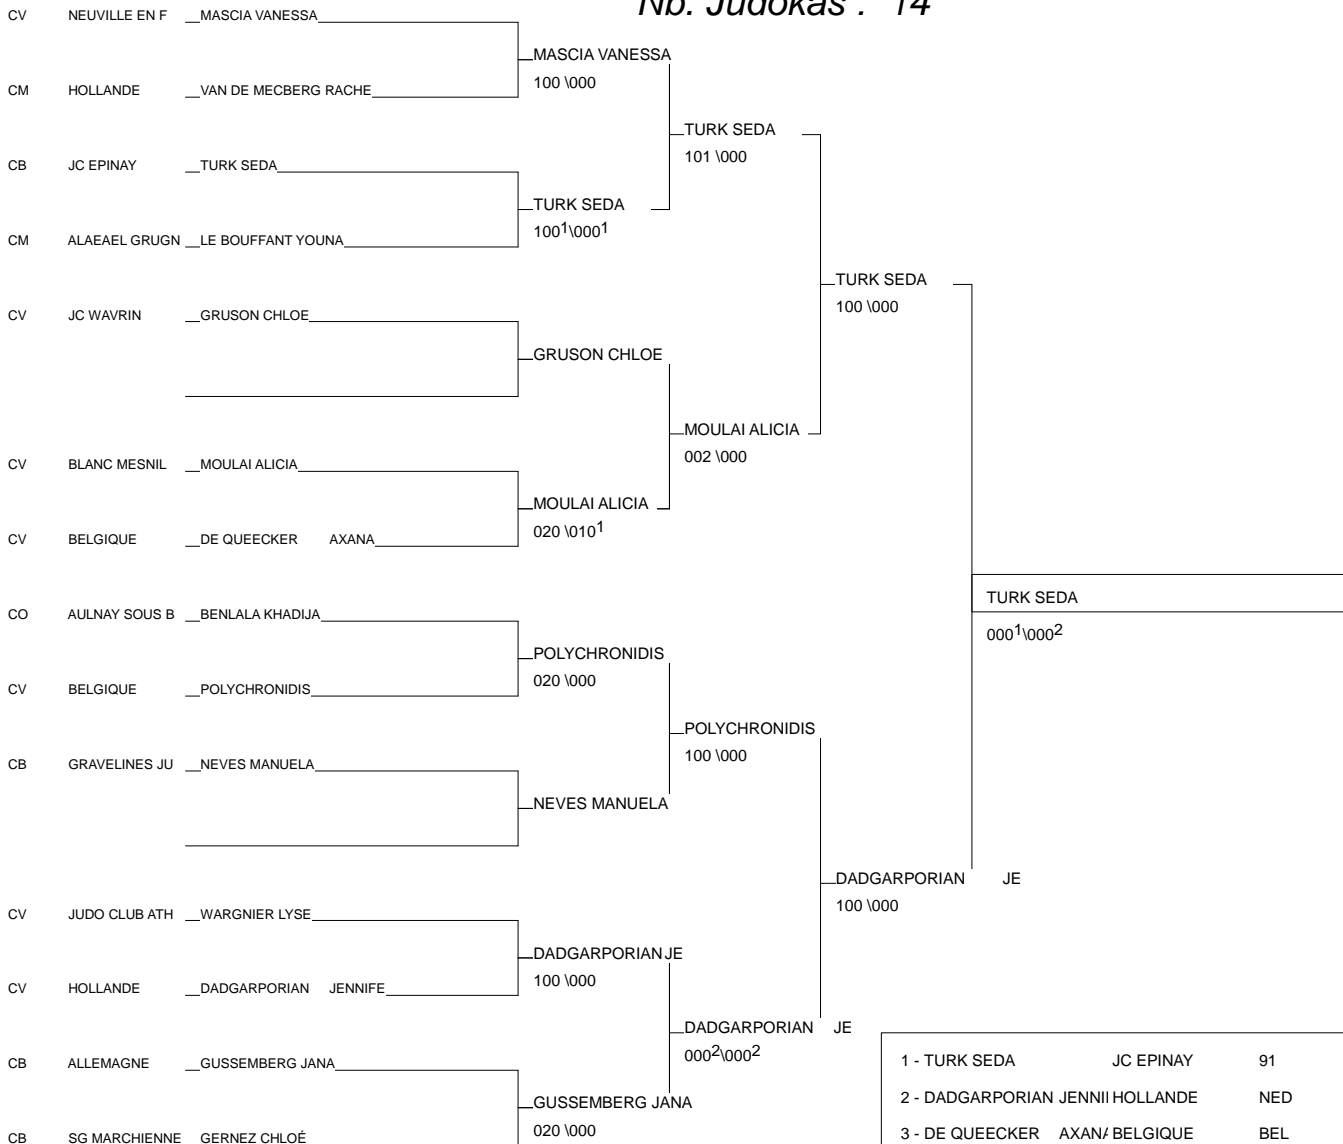 Nb. Judokas : 14
CV NEUVILLE EN F MASCIA VANESSA
MASCIA VANESSA
100 \000
CM HOLLANDE VAN DE MECBERG RACHE
TURK SEDA
101 \000
CB JC EPINAY TURK SEDA
TURK SEDA
100¹\000¹
CM ALAEAEL GRUGN LE BOUFFANT YOUNA
TURK SEDA
100 \000
CV JC WAVRIN GRUSON CHLOE
GRUSON CHLOE
MOULAI ALICIA
002 \000
CV BLANC MESNIL MOULAI ALICIA
MOULAI ALICIA
020 \010¹
CV BELGIQUE DE QUEECKER AXANA
TURK SEDA
000¹\000²
CO AULNAY SOUS B BENLALA KHADIJA
POLYCHRONIDIS
020 \000
CV BELGIQUE POLYCHRONIDIS
POLYCHRONIDIS
100 \000
CB GRAVELINES JU NEVES MANUELA
NEVES MANUELA
DADGARPORIAN JE
100 \000
CV JUDO CLUB ATH WARGNIER LYSE
DADGARPORIAN JE
100 \000
CV HOLLANDE DADGARPORIAN JENNIFE
DADGARPORIAN JE
000²\000²
CB ALLEMAGNE GUSSEMBERG JANA
GUSSEMBERG JANA
020 \000
CB SG MARCHIENNE GERNEZ CHLOÉ
1 - TURK SEDA JC EPINAY 91
2 - DADGARPORIAN JENNI HOLLANDE NED
3 - DE QUEECKER AXANA BELGIQUE BEL